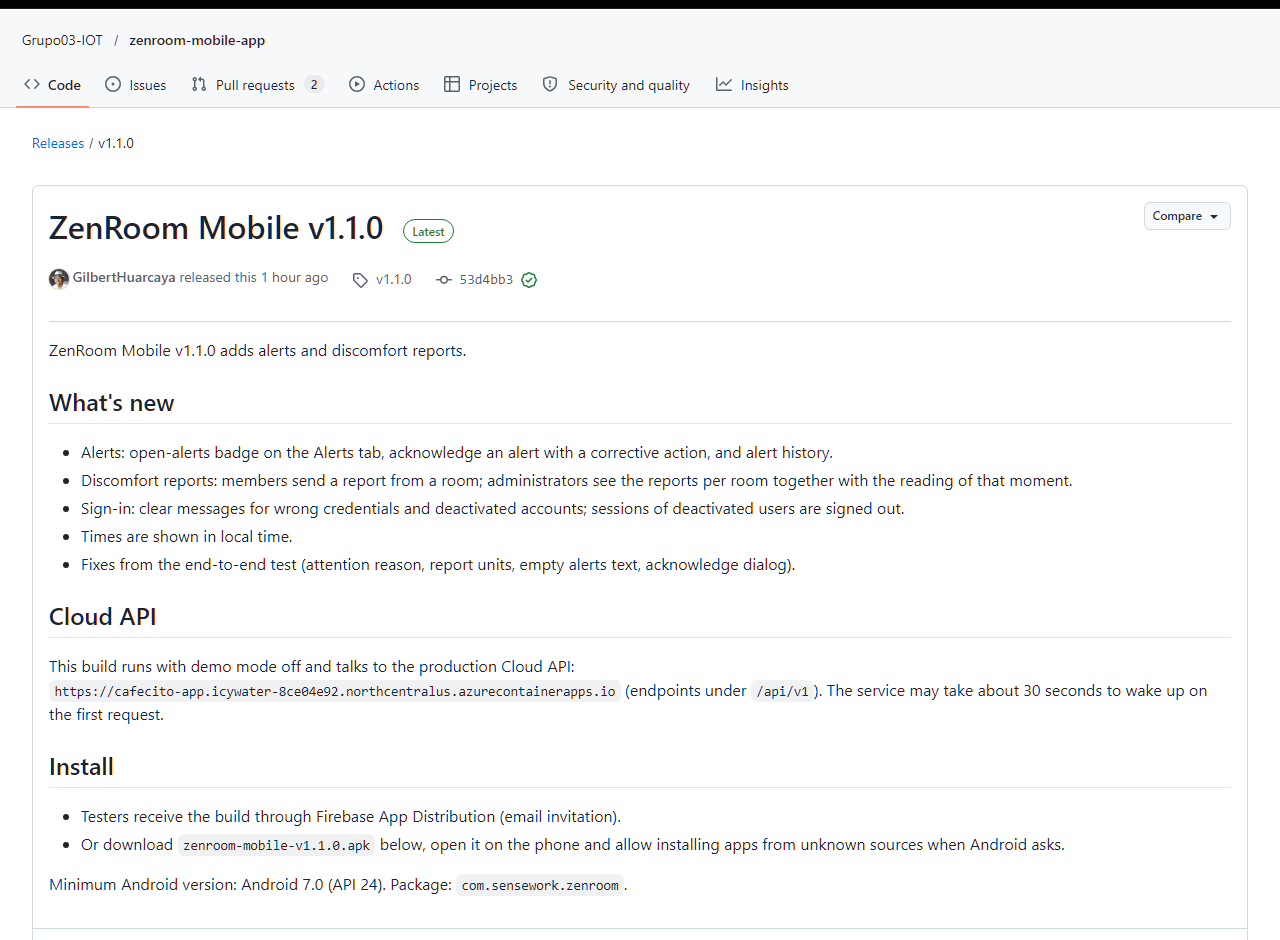 Grupo03-IOT / zenroom-mobile-app
Code Issues Pull requests 2 Actions Projects Security and quality Insights
Releases / v1.1.0
ZenRoom Mobile v1.1.0 Latest Compare
GilbertHuarcaya released this 1 hour ago v1.1.0 53d4bb3
ZenRoom Mobile v1.1.0 adds alerts and discomfort reports.
What's new
Alerts: open-alerts badge on the Alerts tab, acknowledge an alert with a corrective action, and alert history.
Discomfort reports: members send a report from a room; administrators see the reports per room together with the reading of that moment.
Sign-in: clear messages for wrong credentials and deactivated accounts; sessions of deactivated users are signed out.
Times are shown in local time.
Fixes from the end-to-end test (attention reason, report units, empty alerts text, acknowledge dialog).
Cloud API
This build runs with demo mode off and talks to the production Cloud API:
https://cafecito-app.icywater-8ce04e92.northcentralus.azurecontainerapps.io (endpoints under /api/v1). The service may take about 30 seconds to wake up on
the first request.
Install
Testers receive the build through Firebase App Distribution (email invitation).
Or download zenroom-mobile-v1.1.0.apk below, open it on the phone and allow installing apps from unknown sources when Android asks.
Minimum Android version: Android 7.0 (API 24). Package: com.sensework.zenroom.